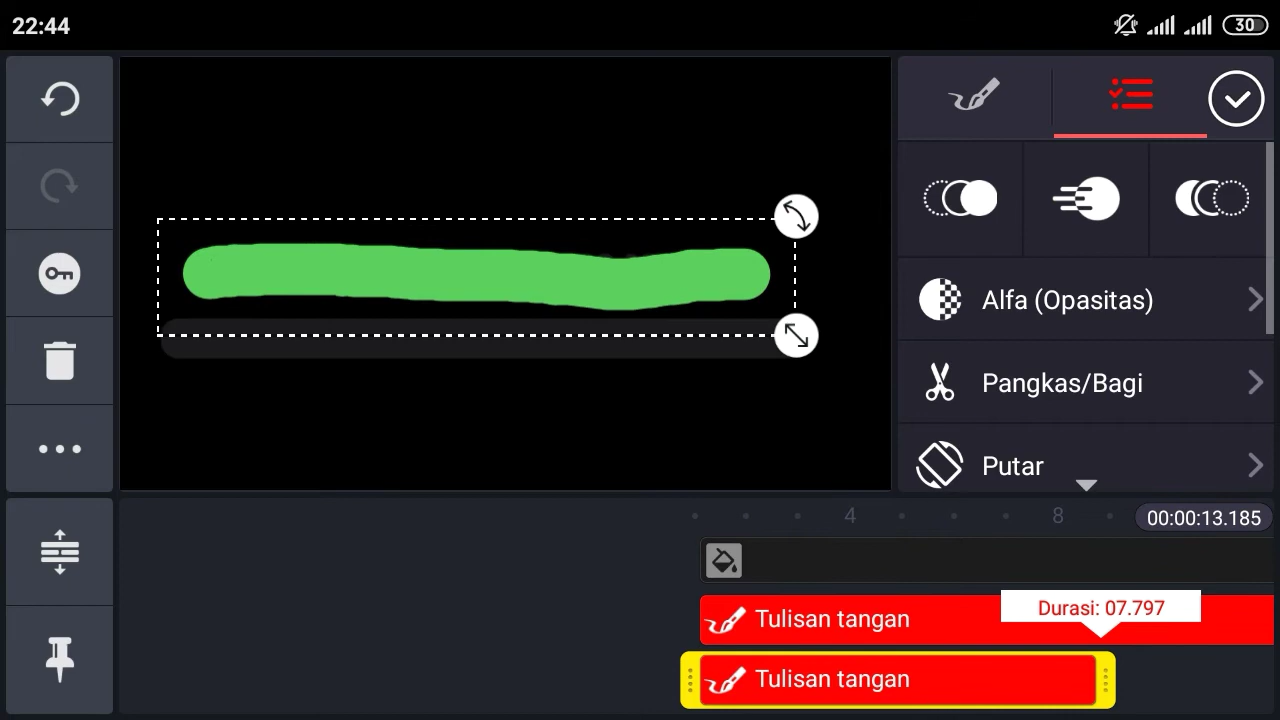 22:44
30
Alfa (Opasitas)
Pangkas/Bagi
Putar
4
8
00:00:13.185
Tulisan tangan
Durasi: 07.797
Tulisan tangan